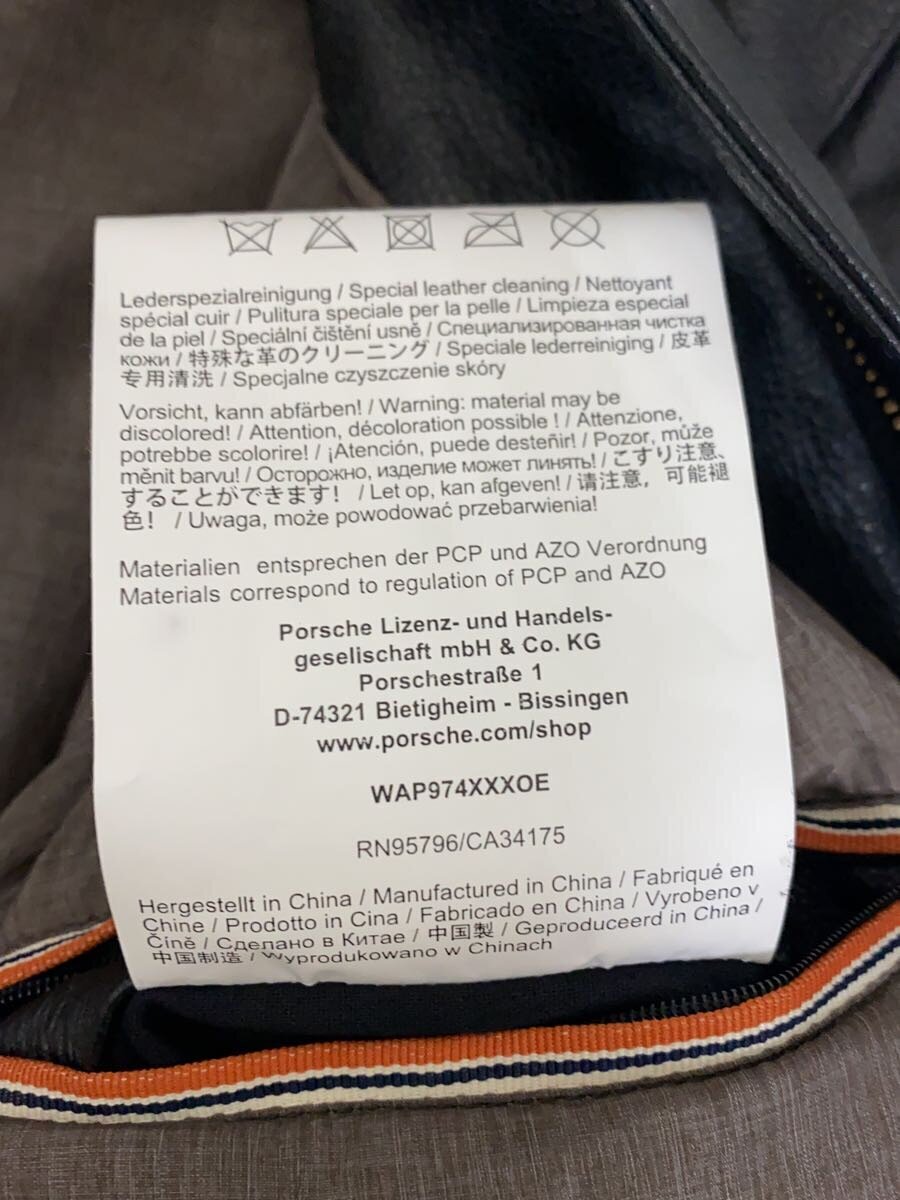 Lederspezialreinigung / Special leather cleaning / Nettoyant
spécial cuir / Pulitura speciale per la pelle / Limpieza especial
de la piel / Speciální čištění usně / Специализированная чистка
кожи / 特殊な革のクリーニング / Speciale lederreiniging / 皮革
专用清洗 / Specjalne czyszczenie skóry
Vorsicht, kann abfärben! / Warning: material may be
discolored! / Attention, décoloration possible ! / Attenzione,
potrebbe scolorire! / ¡Atención, puede desteñir! / Pozor, může
měnit barvu! / Осторожно, изделие может линять! / こすり注意、
することができます! / Let op, kan afgeven! / 请注意，可能褪
色! / Uwaga, może powodować przebarwienia!
Materialien entsprechen der PCP und AZO Verordnung
Materials correspond to regulation of PCP and AZO
Porsche Lizenz- und Handels-
geselischaft mbH & Co. KG
Porschestraße 1
D-74321 Bietigheim - Bissingen
www.porsche.com/shop
WAP974XXXOE
RN95796/CA34175
Hergestellt in China / Manufactured in China / Fabriqué en
Chine / Prodotto in Cina / Fabricado en China / Vyrobeno v
Číně / Сделано в Китае / 中国製 / Geproduceerd in China /
中国制造 / Wyprodukowano w Chinach